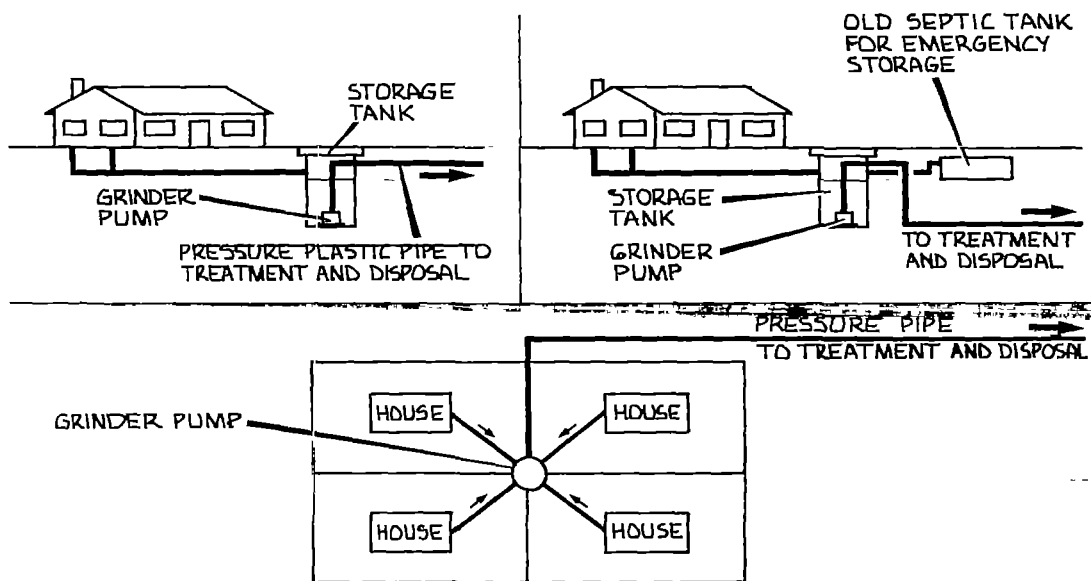 STORAGE
TANK
GRINDER
PUMP
PRESSURE PLASTIC PIPE TO
TREATMENT AND DISPOSAL
OLD SEPTIC TANK
FOR EMERGENCY
STORAGE
STORAGE
TANK
GRINDER
PUMP
TO TREATMENT
AND DISPOSAL
PRESSURE PIPE
TO TREATMENT AND DISPOSAL
GRINDER PUMP
HOUSE
HOUSE
HOUSE
HOUSE